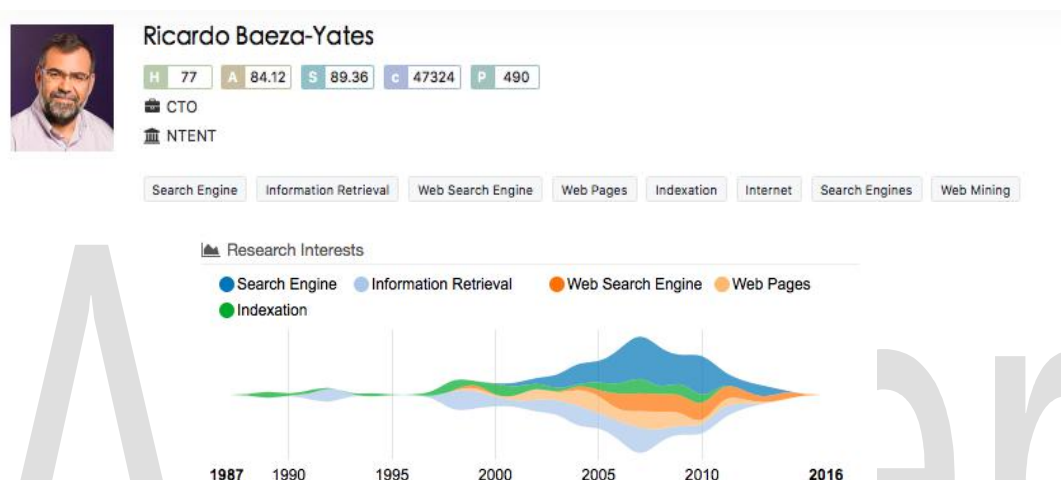 Ricardo Baeza-Yates
H 77 A 84.12 S 89.36 c 47324 P 490
CTO
NTENT
Search Engine Information Retrieval Web Search Engine Web Pages Indexation Internet Search Engines Web Mining
Research Interests
Search Engine Information Retrieval Web Search Engine Web Pages
Indexation
1987 1990 1995 2000 2005 2010 2016